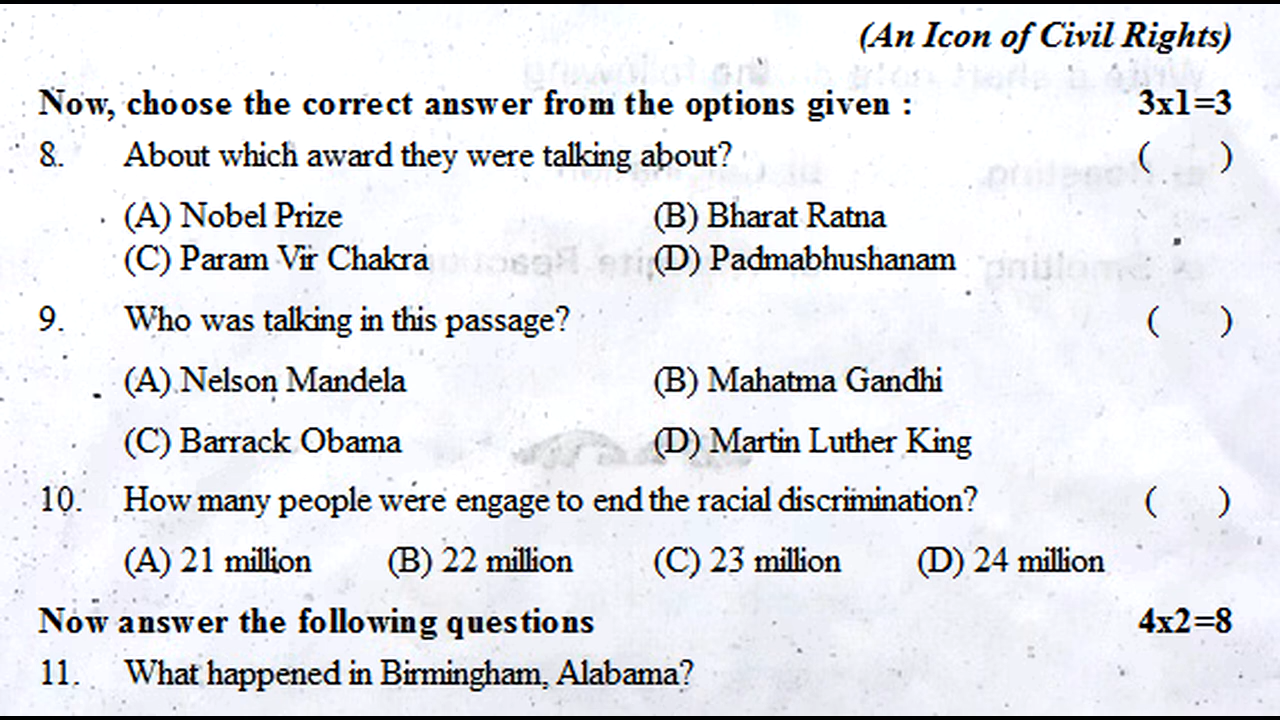 (An Icon of Civil Rights)
Now, choose the correct answer from the options given : 3x1=3
8. About which award they were talking about? ( )
(A) Nobel Prize (B) Bharat Ratna
(C) Param Vir Chakra (D) Padmabhushanam
9. Who was talking in this passage? ( )
(A) Nelson Mandela (B) Mahatma Gandhi
(C) Barrack Obama (D) Martin Luther King
10. How many people were engage to end the racial discrimination? ( )
(A) 21 million (B) 22 million (C) 23 million (D) 24 million
Now answer the following questions 4x2=8
11. What happened in Birmingham, Alabama?